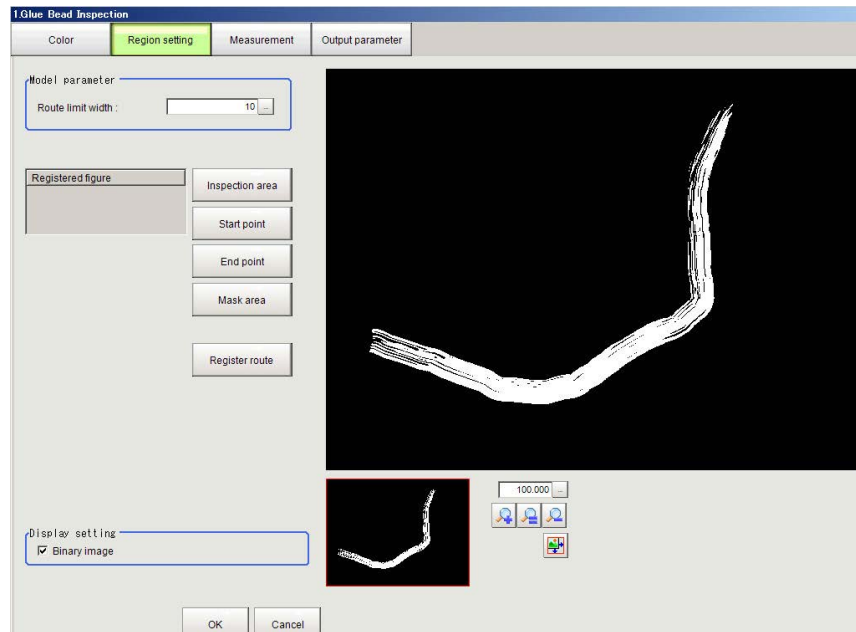 1.Glue Bead Inspection
Color Region setting Measurement Output parameter
Model parameter
Route limit width : 10 ...
Registered figure
Inspection area
Start point
End point
Mask area
Register route
100.000 ...
Display setting
Binary image
OK Cancel